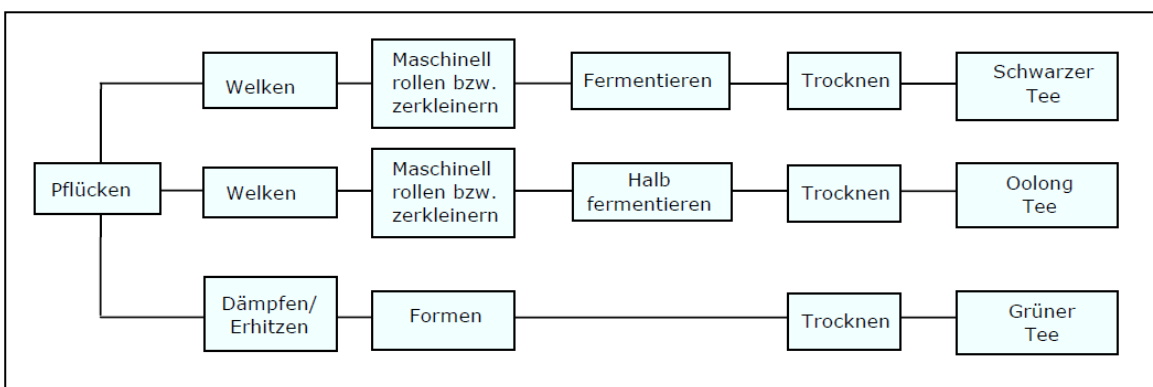 Welken
Maschinell
rollen bzw.
zerkleinern
Fermentieren
Trocknen
Schwarzer
Tee
Pflücken
Welken
Maschinell
rollen bzw.
zerkleinern
Halb
fermentieren
Trocknen
Oolong
Tee
Dämpfen/
Erhitzen
Formen
Trocknen
Grüner
Tee